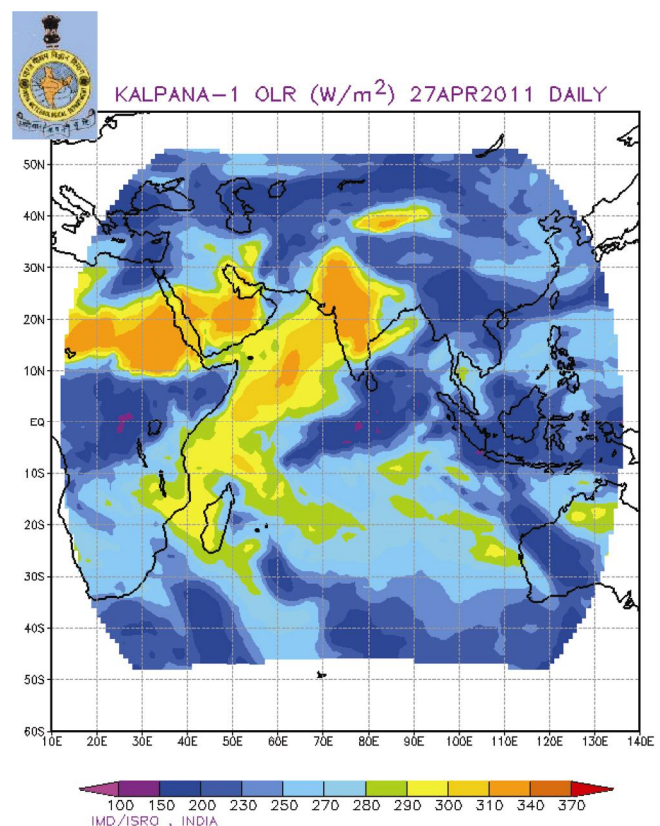 KALPANA-1 OLR (W/m²) 27APR2011 DAILY
50N
40N
30N
20N
10N
EQ
10S
20S
30S
40S
50S
60S
10E 20E 30E 40E 50E 60E 70E 80E 90E 100E 110E 120E 130E 140E
100 150 200 230 250 270 280 290 300 310 340 370
IMD/ISRO , INDIA